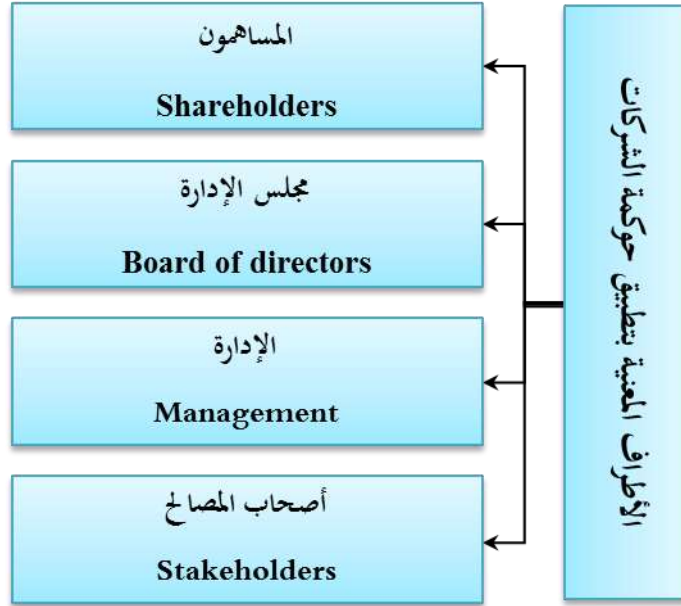 الأطراف المعنية بتطبيق حوكمة الشركات
المساهمون
Shareholders
مجلس الإدارة
Board of directors
الإدارة
Management
أصحاب المصالح
Stakeholders